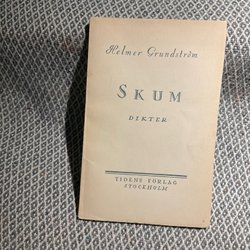 Helmer Grundström
SKUM
DIKTER
TIDENS FÖRLAG
STOCKHOLM